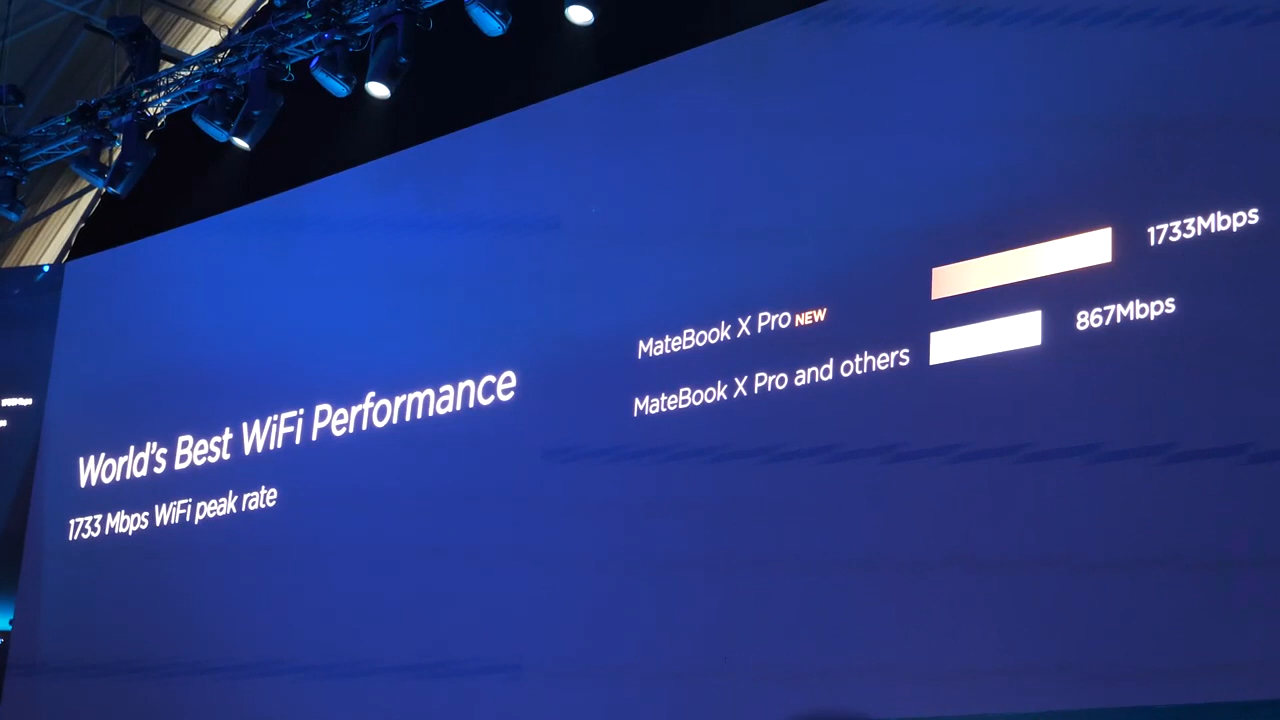 World's Best WiFi Performance
1733 Mbps WiFi peak rate
MateBook X Pro NEW
1733Mbps
MateBook X Pro and others
867Mbps